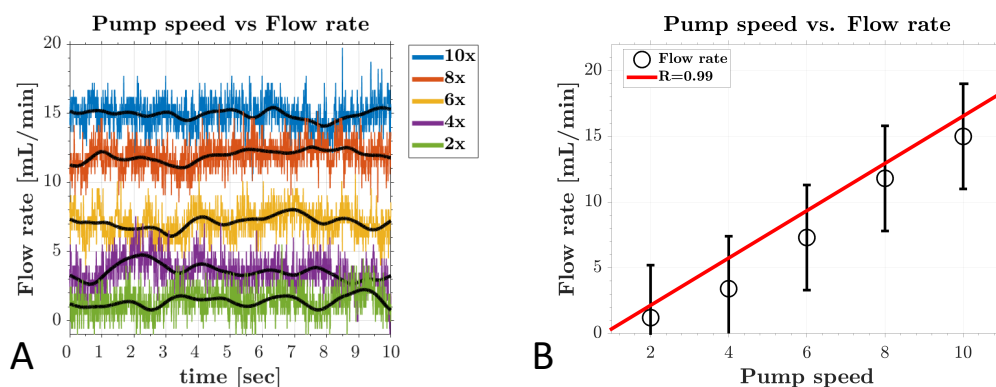 Pump speed vs Flow rate
20
15
10
5
0
Flow rate [mL/min]
0 1 2 3 4 5 6 7 8 9 10
time [sec]
10x
8x
6x
4x
2x
A
Pump speed vs. Flow rate
Flow rate
R=0.99
20
15
10
5
0
Flow rate [mL/min]
2 4 6 8 10
Pump speed
B